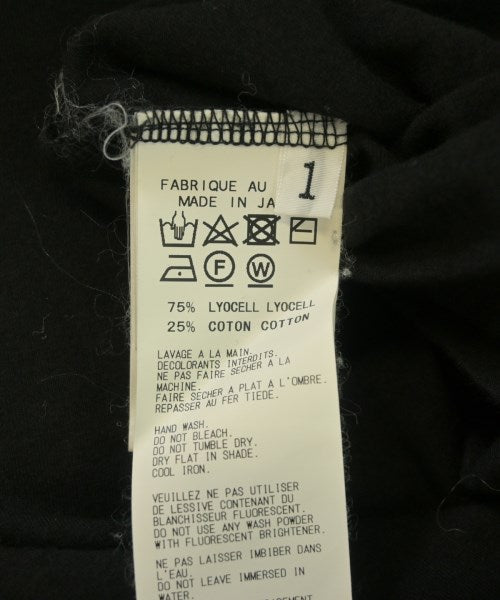 FABRIQUE AU
1
MADE IN JA
F
W
75% LYOCELL LYOCELL
25% COTON COTTON
LAVAGE A LA MAIN.
DECOLORANTS INTERDITS.
NE PAS FAIRE SECHER A LA
MACHINE.
FAIRE SECHER A PLAT A L'OMBRE.
REPASSER AU FER TIEDE.
HAND WASH.
DO NOT BLEACH.
DO NOT TUMBLE DRY.
DRY FLAT IN SHADE.
COOL IRON.
VEUILLEZ NE PAS UTILISER
DE LESSIVE CONTENANT DU
BLANCHISSEUR FLUORESCENT.
DO NOT USE ANY WASH POWDER
WITH FLUORESCENT BRIGHTENER.
NE PAS LAISSER IMBIBER DANS
L'EAU.
DO NOT LEAVE IMMERSED IN
WATER.